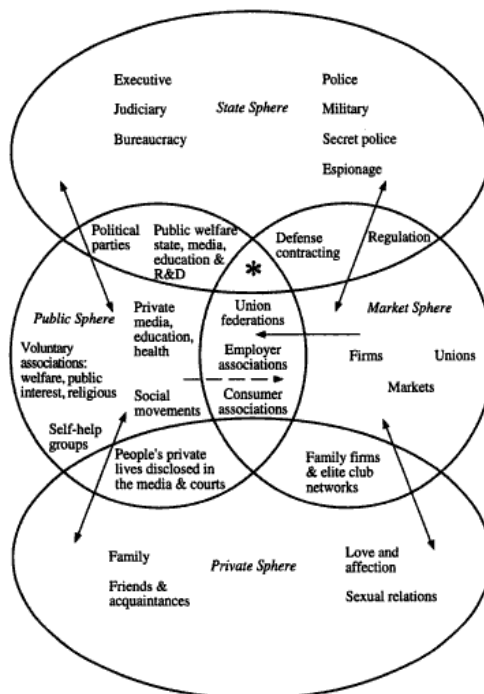 Executive
Judiciary
Bureaucracy
State Sphere
Police
Military
Secret police
Espionage
Political
parties
Public welfare
state, media,
education &
R&D
*
Defense
contracting
Regulation
Public Sphere
Private
media,
education,
health
Voluntary
associations:
welfare, public
interest, religious
Social
movements
Self-help
groups
Union
federations
Employer
associations
Consumer
associations
Market Sphere
Firms
Unions
Markets
People's private
lives disclosed in
the media & courts
Family firms
& elite club
networks
Family
Friends &
acquaintances
Private Sphere
Love and
affection
Sexual relations